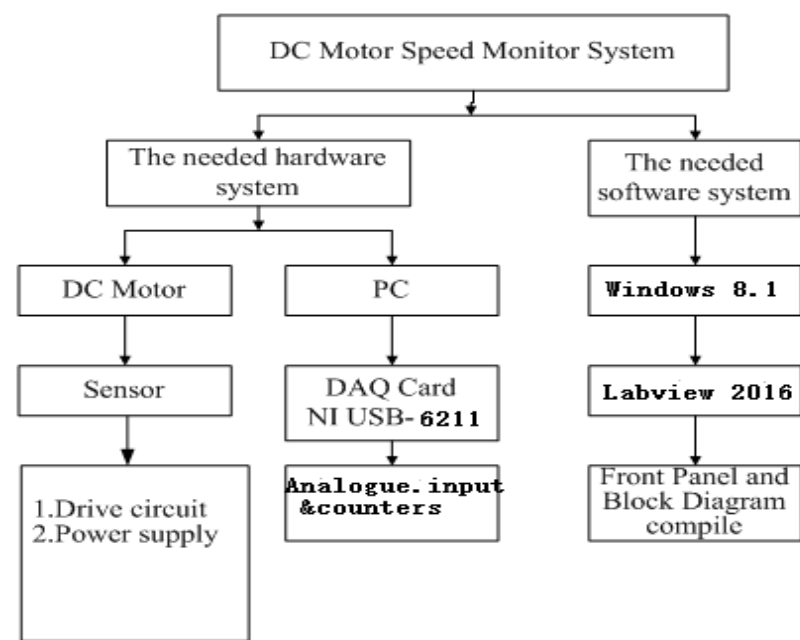 DC Motor Speed Monitor System
The needed hardware
system
The needed
software system
DC Motor
PC
Windows 8.1
Sensor
DAQ Card
NI USB-6211
Labview 2016
1.Drive circuit
2.Power supply
Analogue.input
&counters
Front Panel and
Block Diagram
compile